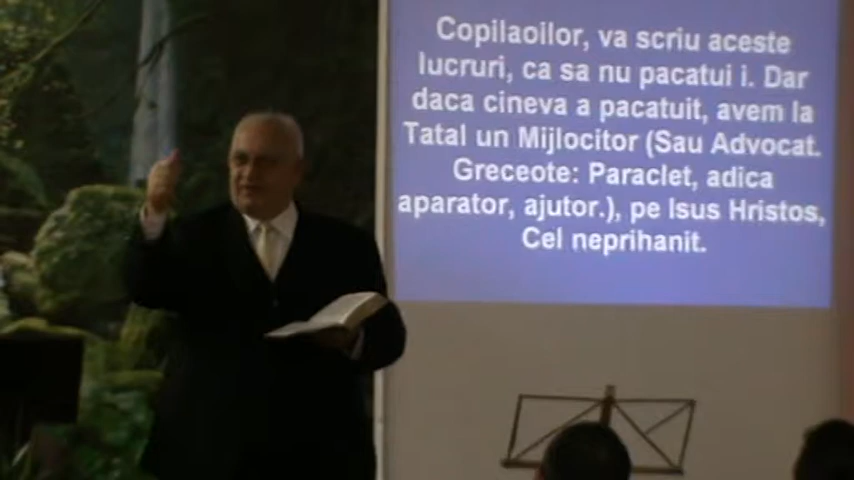 Copilaoilor, va scriu aceste
lucruri, ca sa nu pacatui i. Dar
daca cineva a pacatuit, avem la
Tatal un Mijlocitor (Sau Advocat.
Greceote: Paraclet, adica
aparator, ajutor.), pe Isus Hristos,
Cel neprihanit.